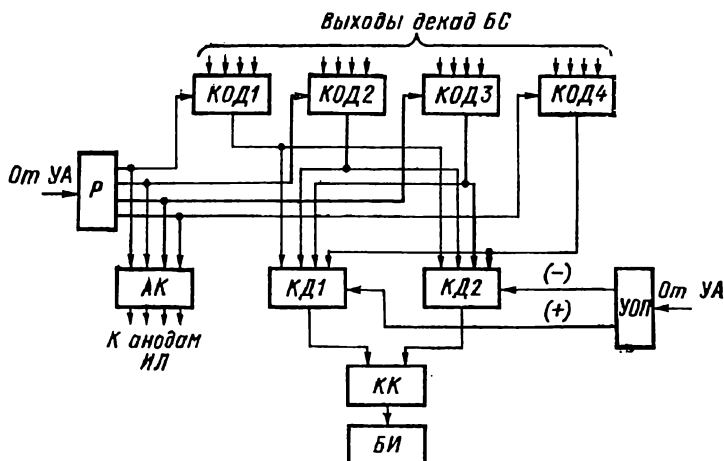 Выходы декад БС
КОД1
КОД2
КОД3
КОД4
От УА
Р
АК
КД1
КД2
(-)
(+)
УОП
От УА
К анодам
ИЛ
КК
БИ